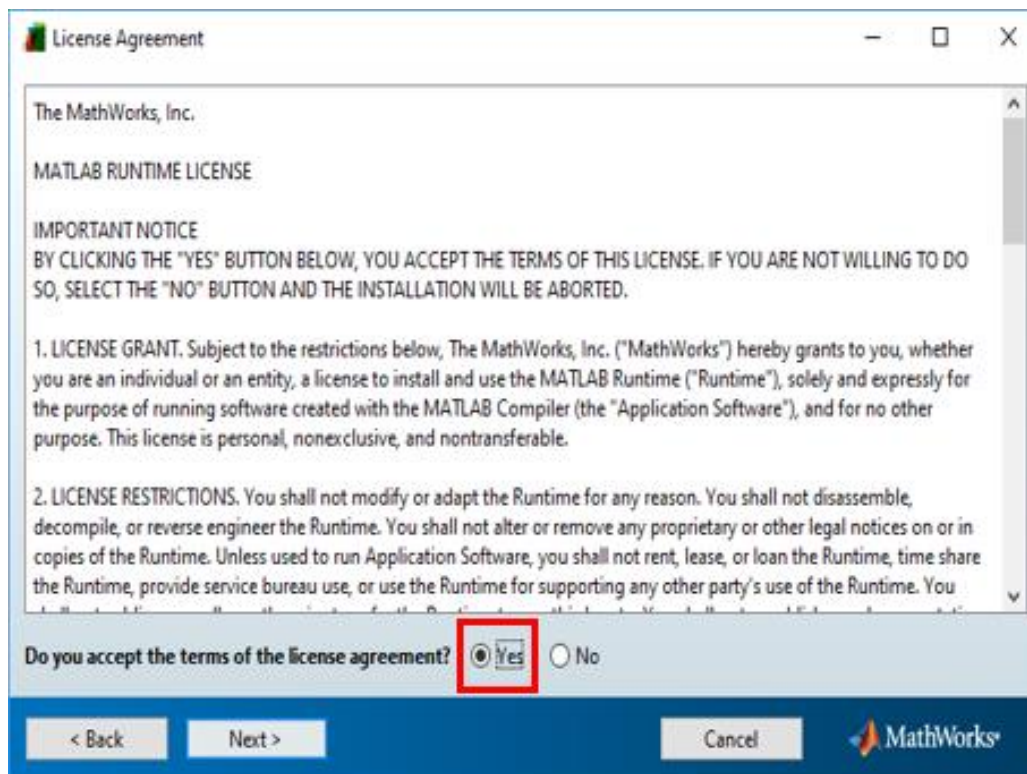 License Agreement
The MathWorks, Inc.
MATLAB RUNTIME LICENSE
IMPORTANT NOTICE
BY CLICKING THE "YES" BUTTON BELOW, YOU ACCEPT THE TERMS OF THIS LICENSE. IF YOU ARE NOT WILLING TO DO
SO, SELECT THE "NO" BUTTON AND THE INSTALLATION WILL BE ABORTED.
1. LICENSE GRANT. Subject to the restrictions below, The MathWorks, Inc. ("MathWorks") hereby grants to you, whether
you are an individual or an entity, a license to install and use the MATLAB Runtime ("Runtime"), solely and expressly for
the purpose of running software created with the MATLAB Compiler (the "Application Software"), and for no other
purpose. This license is personal, nonexclusive, and nontransferable.
2. LICENSE RESTRICTIONS. You shall not modify or adapt the Runtime for any reason. You shall not disassemble,
decompile, or reverse engineer the Runtime. You shall not alter or remove any proprietary or other legal notices on or in
copies of the Runtime. Unless used to run Application Software, you shall not rent, lease, or loan the Runtime, time share
the Runtime, provide service bureau use, or use the Runtime for supporting any other party's use of the Runtime. You
Do you accept the terms of the license agreement? Yes No
< Back Next > Cancel MathWorks®